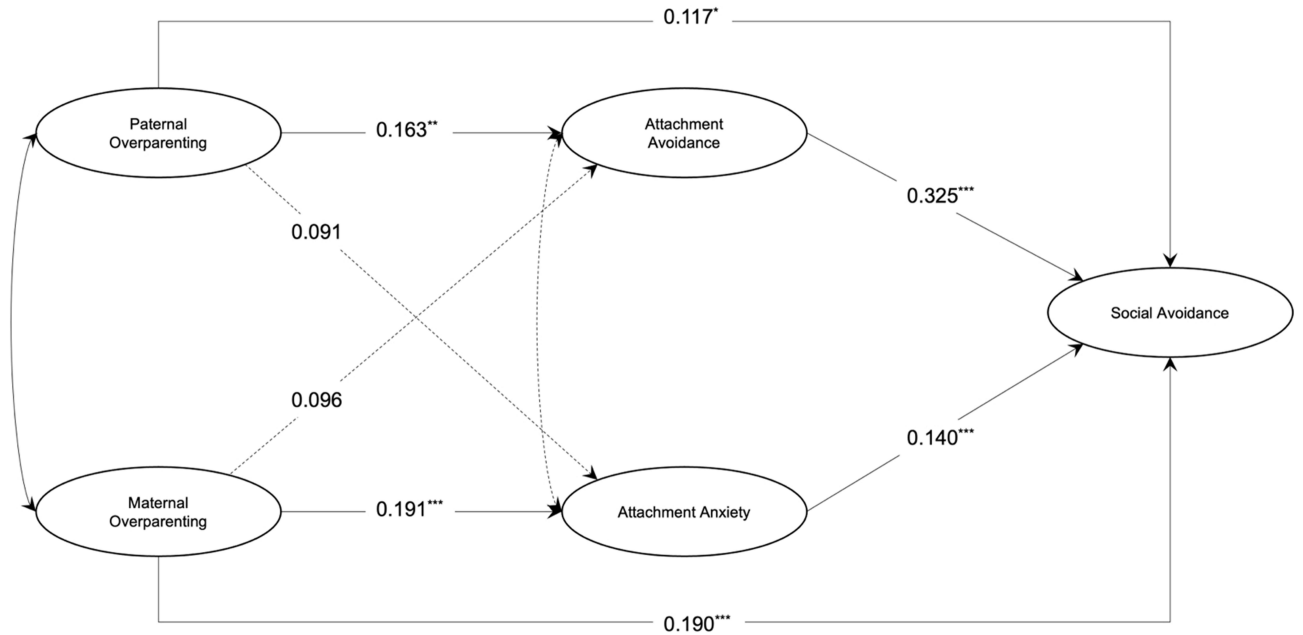 0.117*
Paternal
Overparenting
0.163**
Attachment
Avoidance
0.325***
0.091
Social Avoidance
0.096
0.140***
Maternal
Overparenting
0.191***
Attachment Anxiety
0.190***